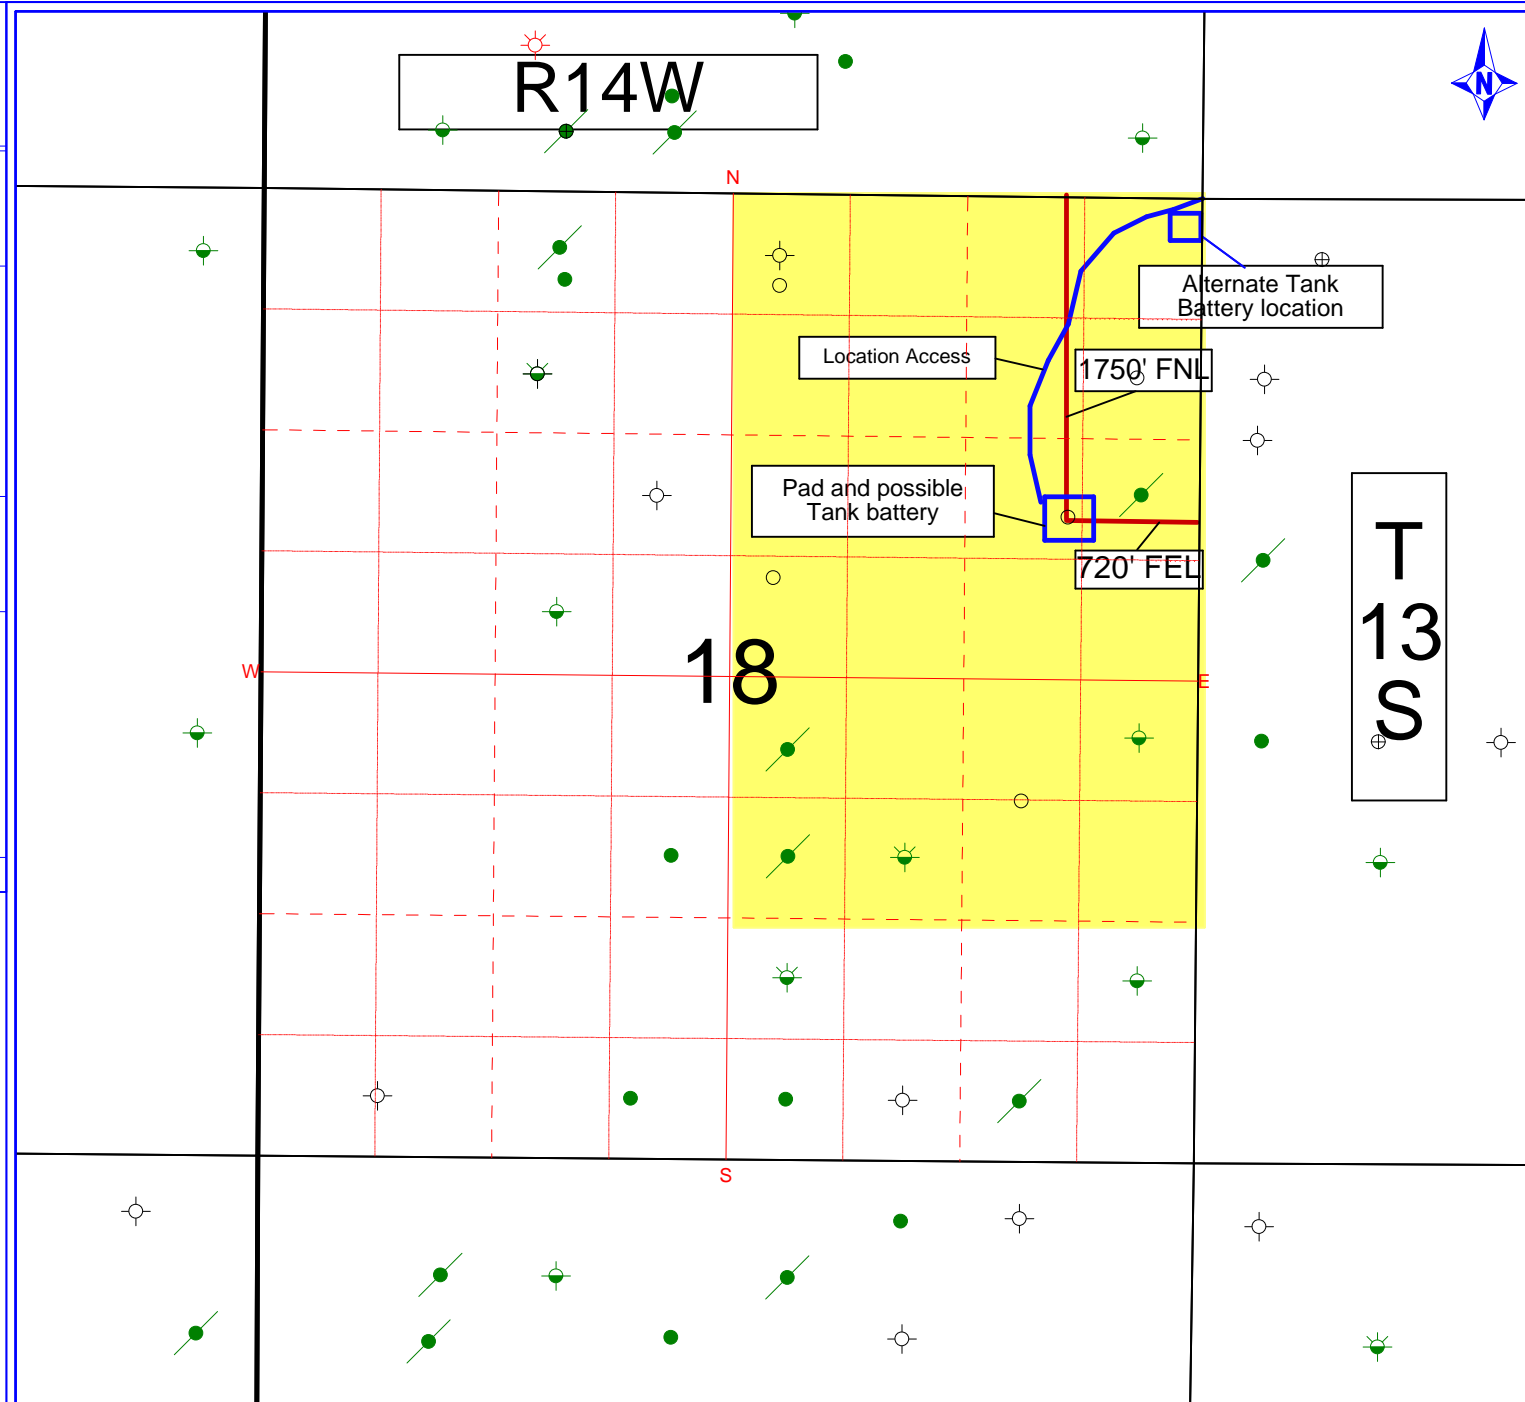 R14W
N
N
Alternate Tank
Battery location
Location Access
1750' FNL
Pad and possible
Tank battery
720' FEL
T
13
S
18
W
E
S